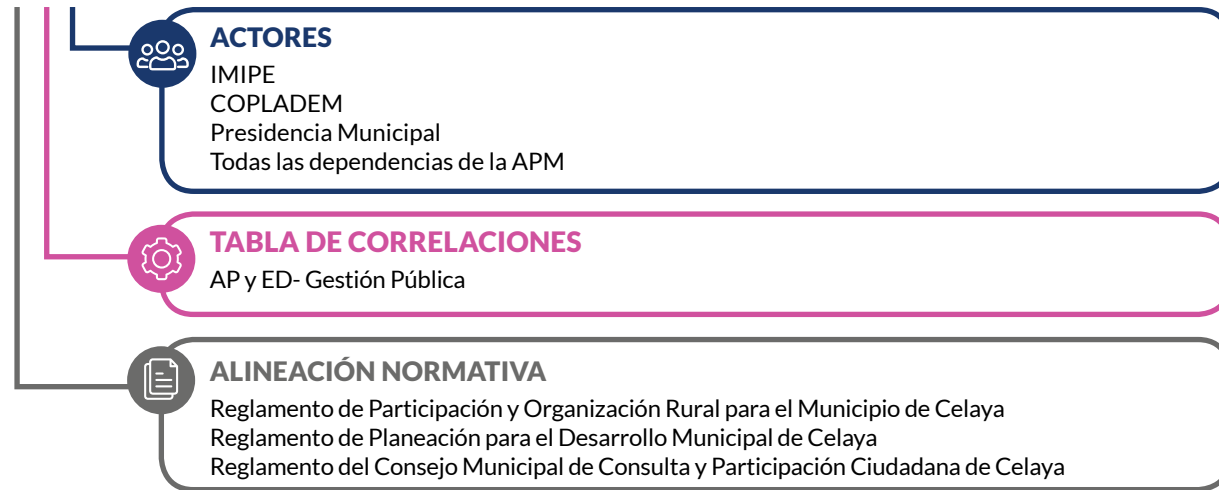 ACTORES
IMIPE
COPLADEM
Presidencia Municipal
Todas las dependencias de la APM
TABLA DE CORRELACIONES
AP y ED- Gestión Pública
ALINEACIÓN NORMATIVA
Reglamento de Participación y Organización Rural para el Municipio de Celaya
Reglamento de Planeación para el Desarrollo Municipal de Celaya
Reglamento del Consejo Municipal de Consulta y Participación Ciudadana de Celaya